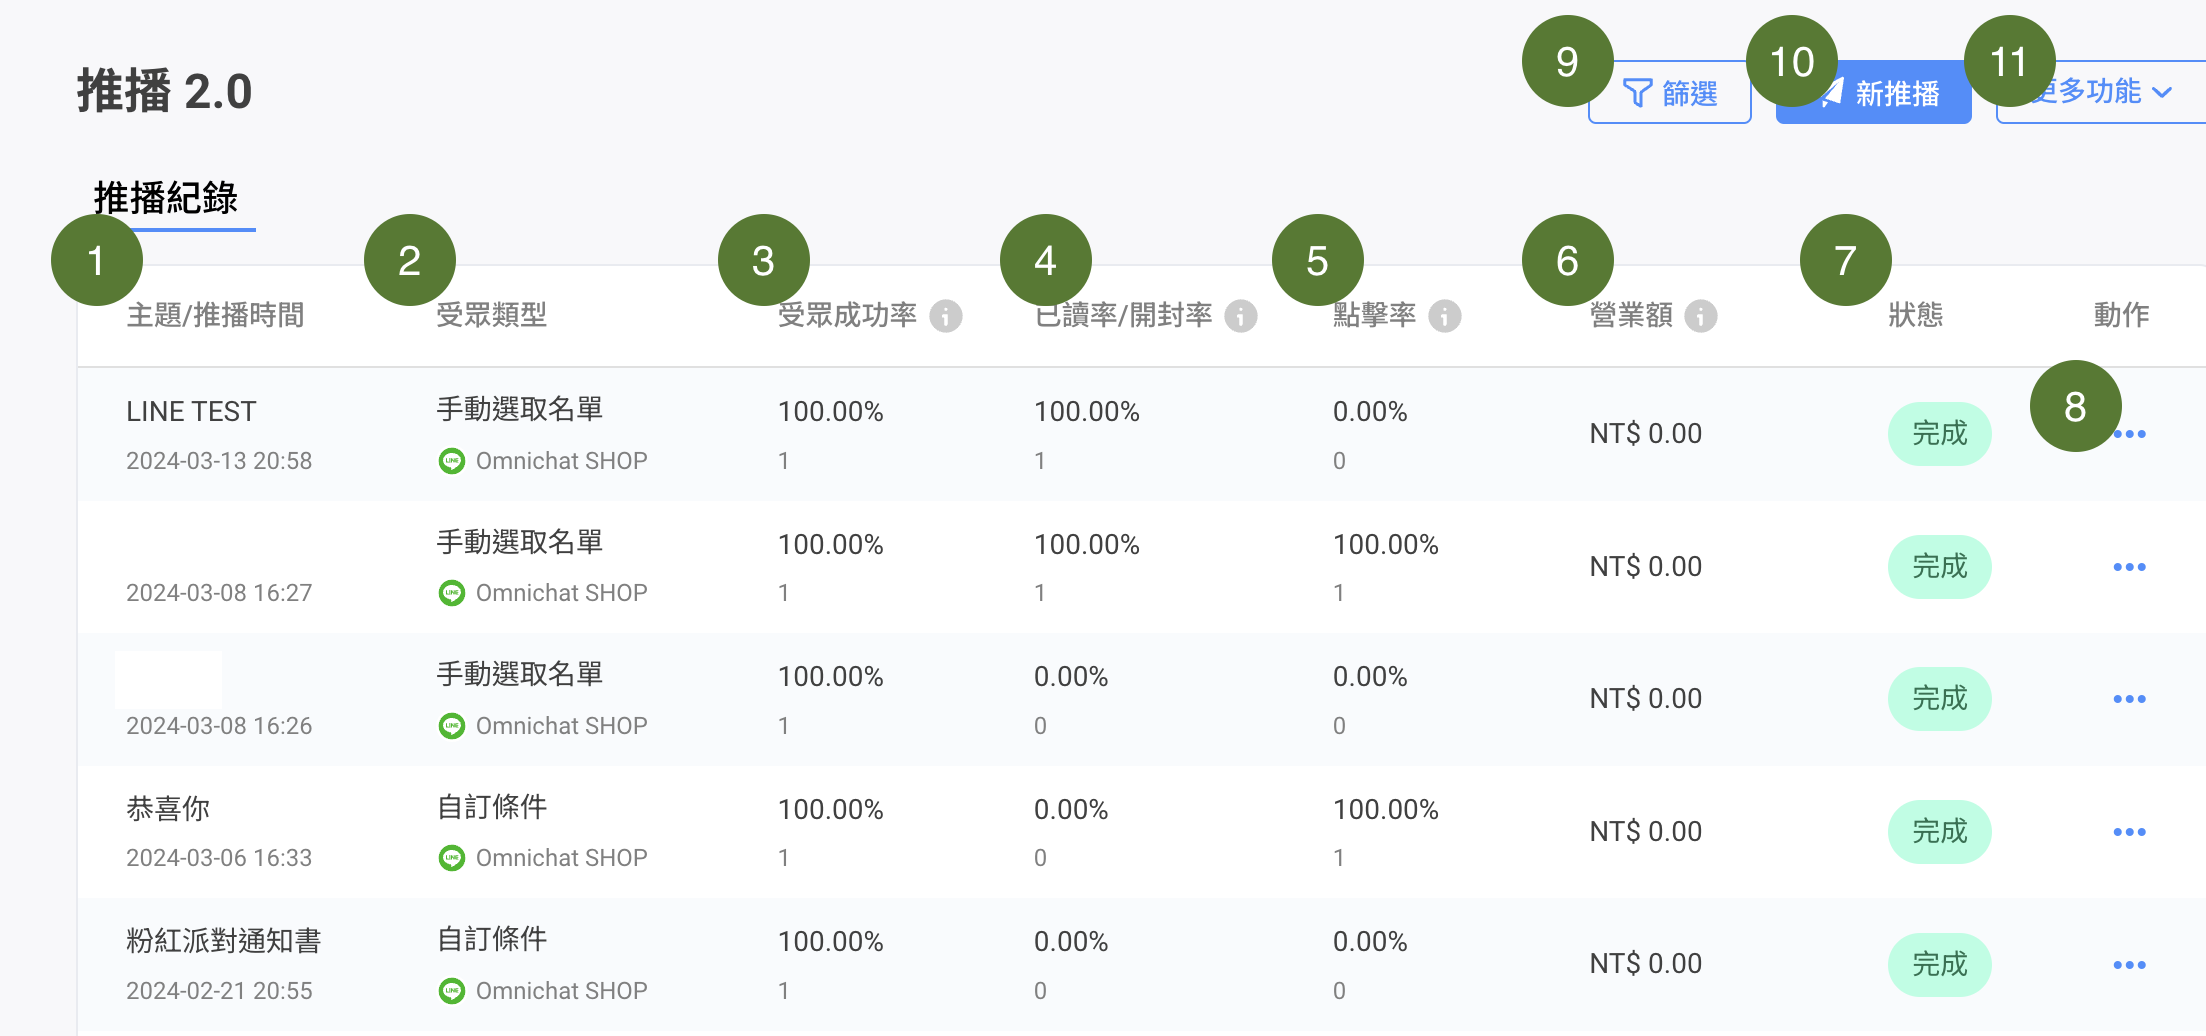 9 10 11
推播 2.0
篩選 新推播 更多功能
推播紀錄
1 2 3 4 5 6 7
主題/推播時間 受眾類型 受眾成功率 已讀率/開封率 點擊率 營業額 狀態 動作
8
LINE TEST 手動選取名單 100.00% 100.00% 0.00% NT$ 0.00 完成
2024-03-13 20:58 Omnichat SHOP 1 1 0
手動選取名單 100.00% 100.00% 100.00% NT$ 0.00 完成
2024-03-08 16:27 Omnichat SHOP 1 1 1
手動選取名單 100.00% 0.00% 0.00% NT$ 0.00 完成
2024-03-08 16:26 Omnichat SHOP 1 0 0
恭喜你 自訂條件 100.00% 0.00% 100.00% NT$ 0.00 完成
2024-03-06 16:33 Omnichat SHOP 1 0 1
粉紅派對通知書 自訂條件 100.00% 0.00% 0.00% NT$ 0.00 完成
2024-02-21 20:55 Omnichat SHOP 1 0 0